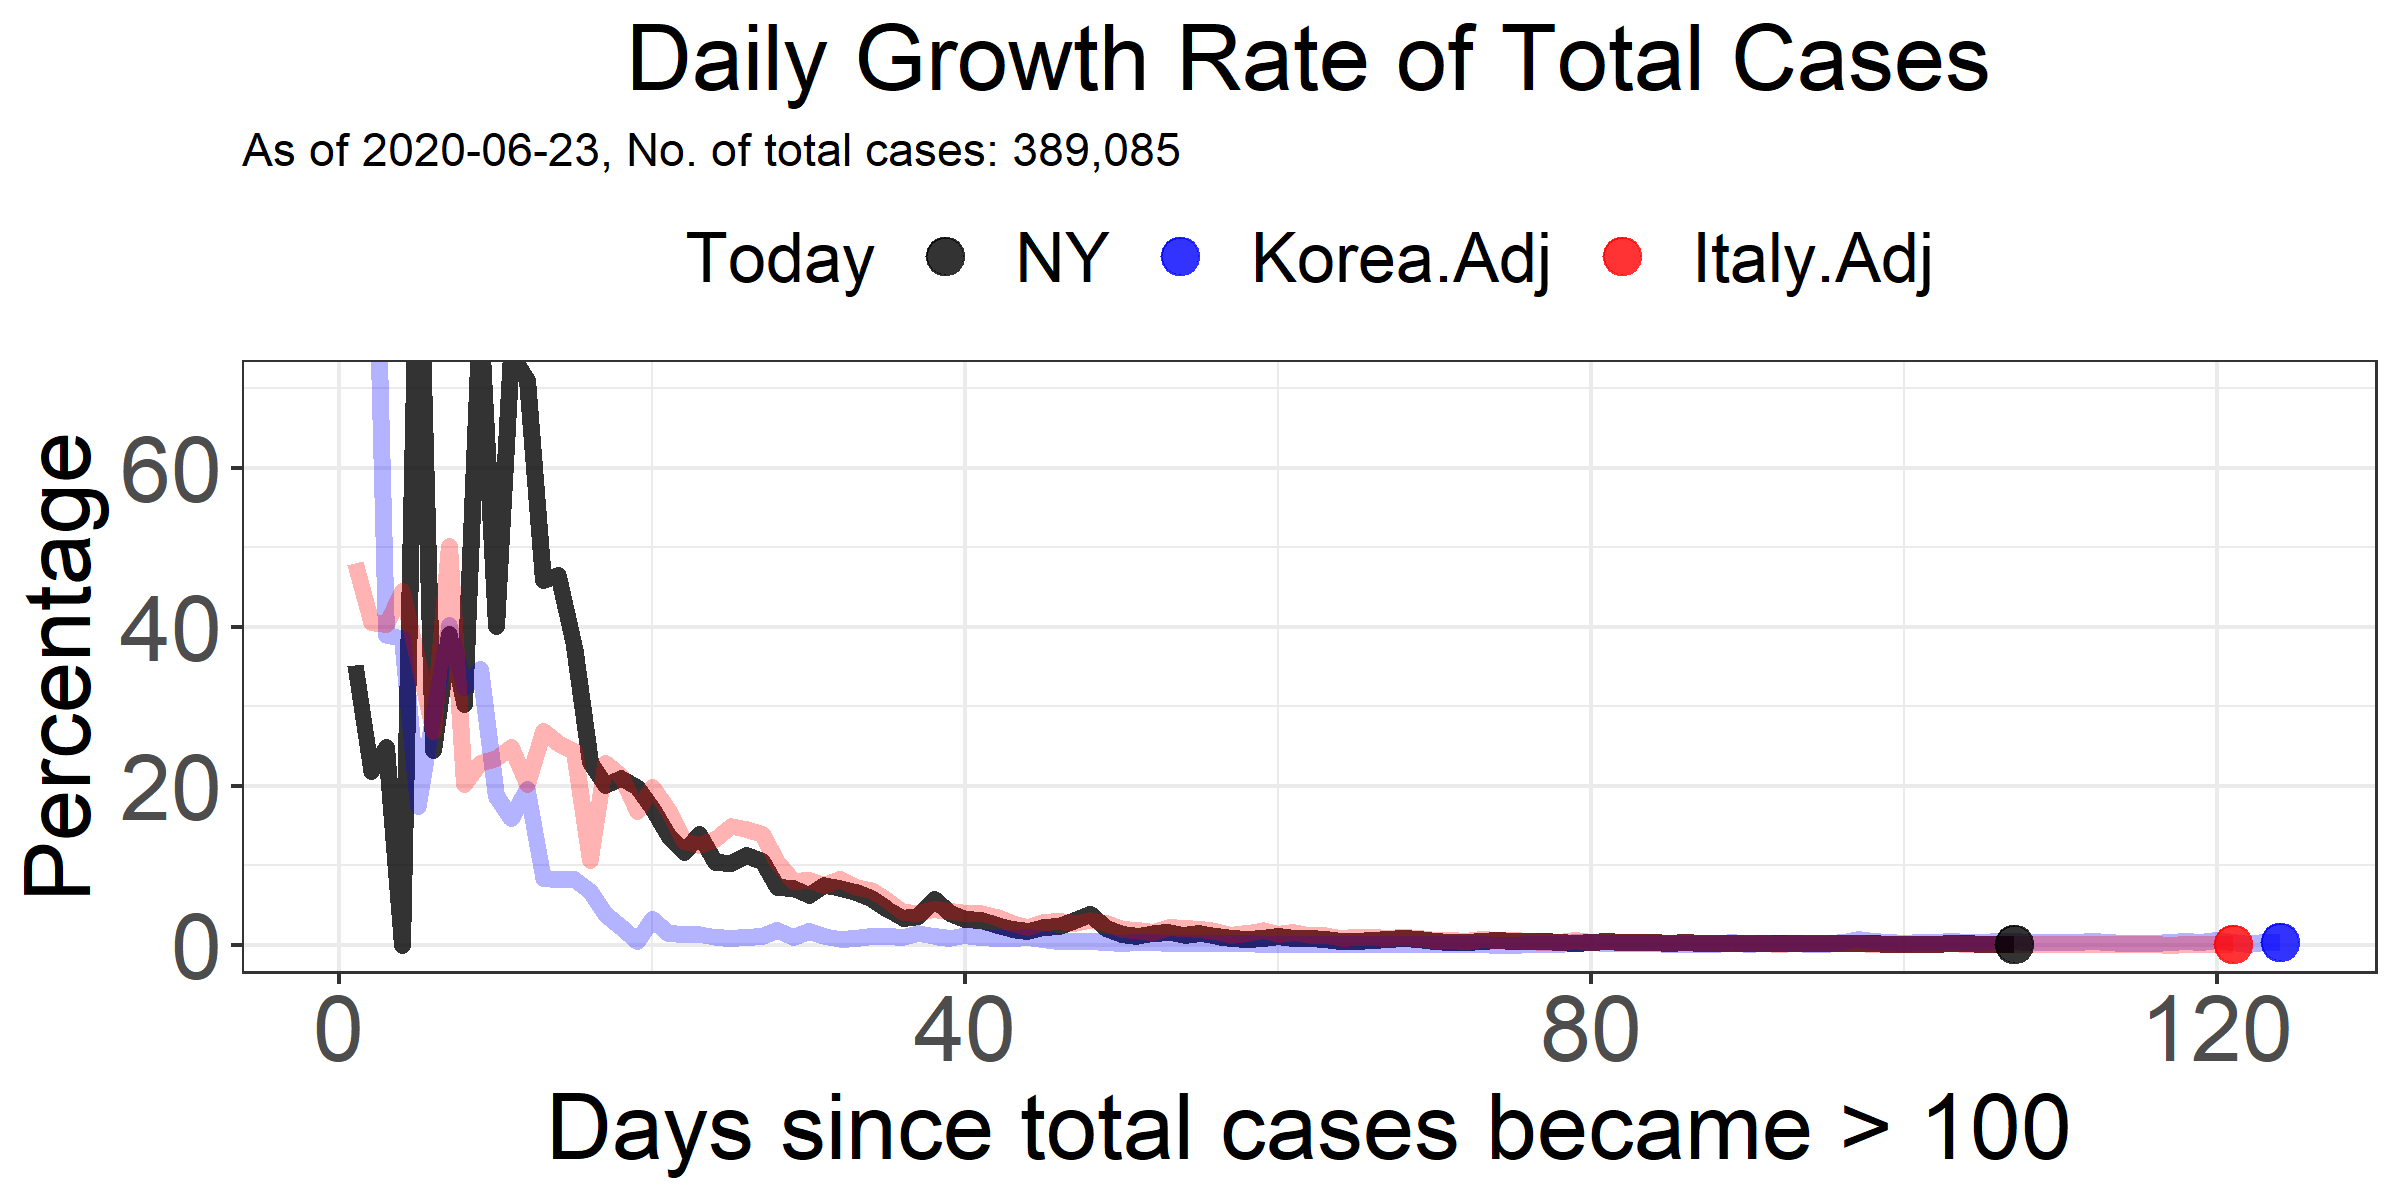 Daily Growth Rate of Total Cases
As of 2020-06-23, No. of total cases: 389,085
Today NY Korea.Adj Italy.Adj
Percentage
60
40
20
0
0 40 80 120
Days since total cases became > 100